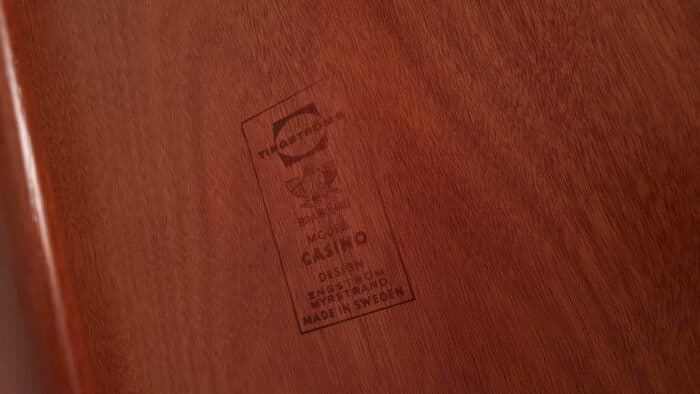 TINGSTRÖMS
MODELL
CASINO
DESIGN
ENGSTRÖM
MYRSTRAND
MADE IN SWEDEN